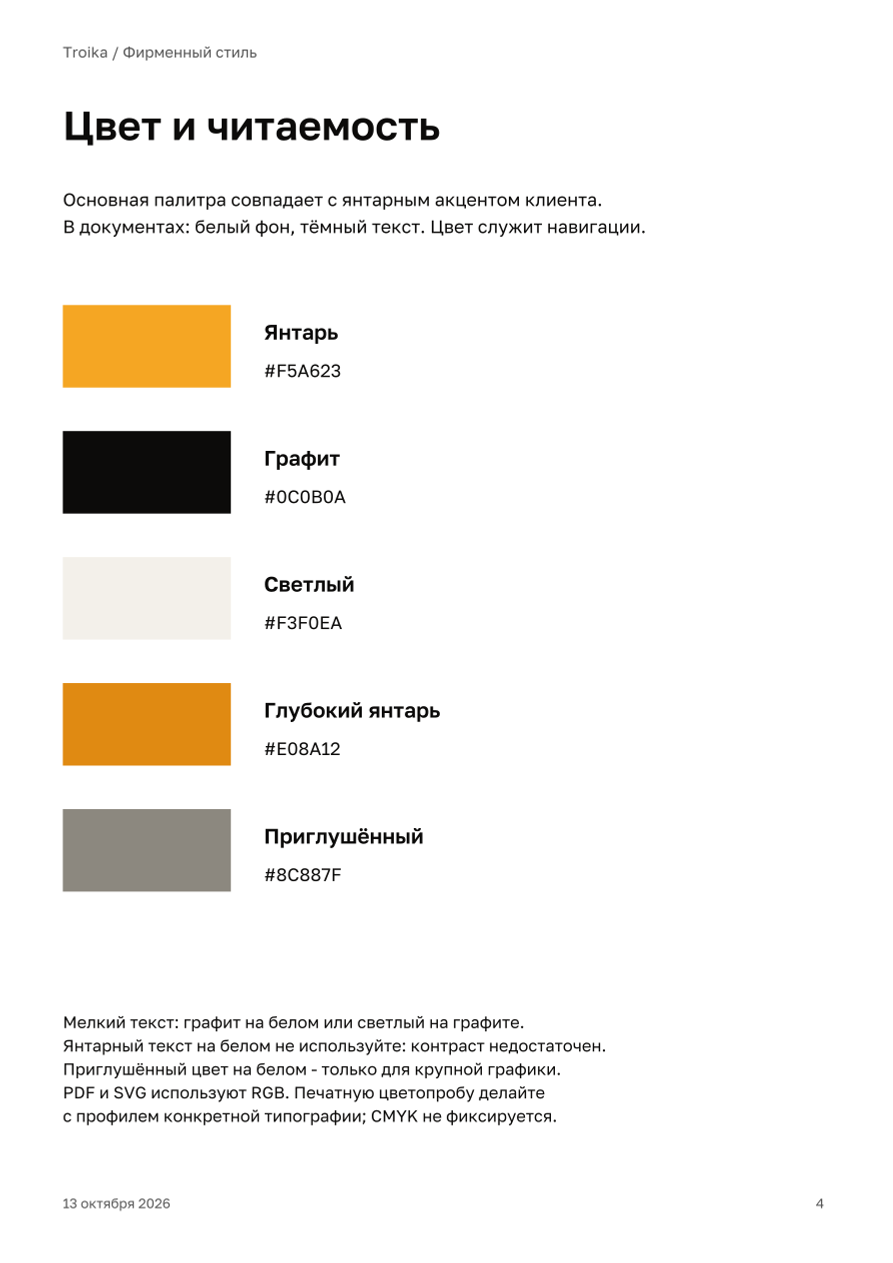 Troika / Фирменный стиль
Цвет и читаемость
Основная палитра совпадает с янтарным акцентом клиента.
В документах: белый фон, тёмный текст. Цвет служит навигации.
Янтарь
#F5A623
Графит
#0C0B0A
Светлый
#F3F0EA
Глубокий янтарь
#E08A12
Приглушённый
#8C887F
Мелкий текст: графит на белом или светлый на графите.
Янтарный текст на белом не используйте: контраст недостаточен.
Приглушённый цвет на белом - только для крупной графики.
PDF и SVG используют RGB. Печатную цветопробу делайте
с профилем конкретной типографии; CMYK не фиксируется.
13 октября 2026
4